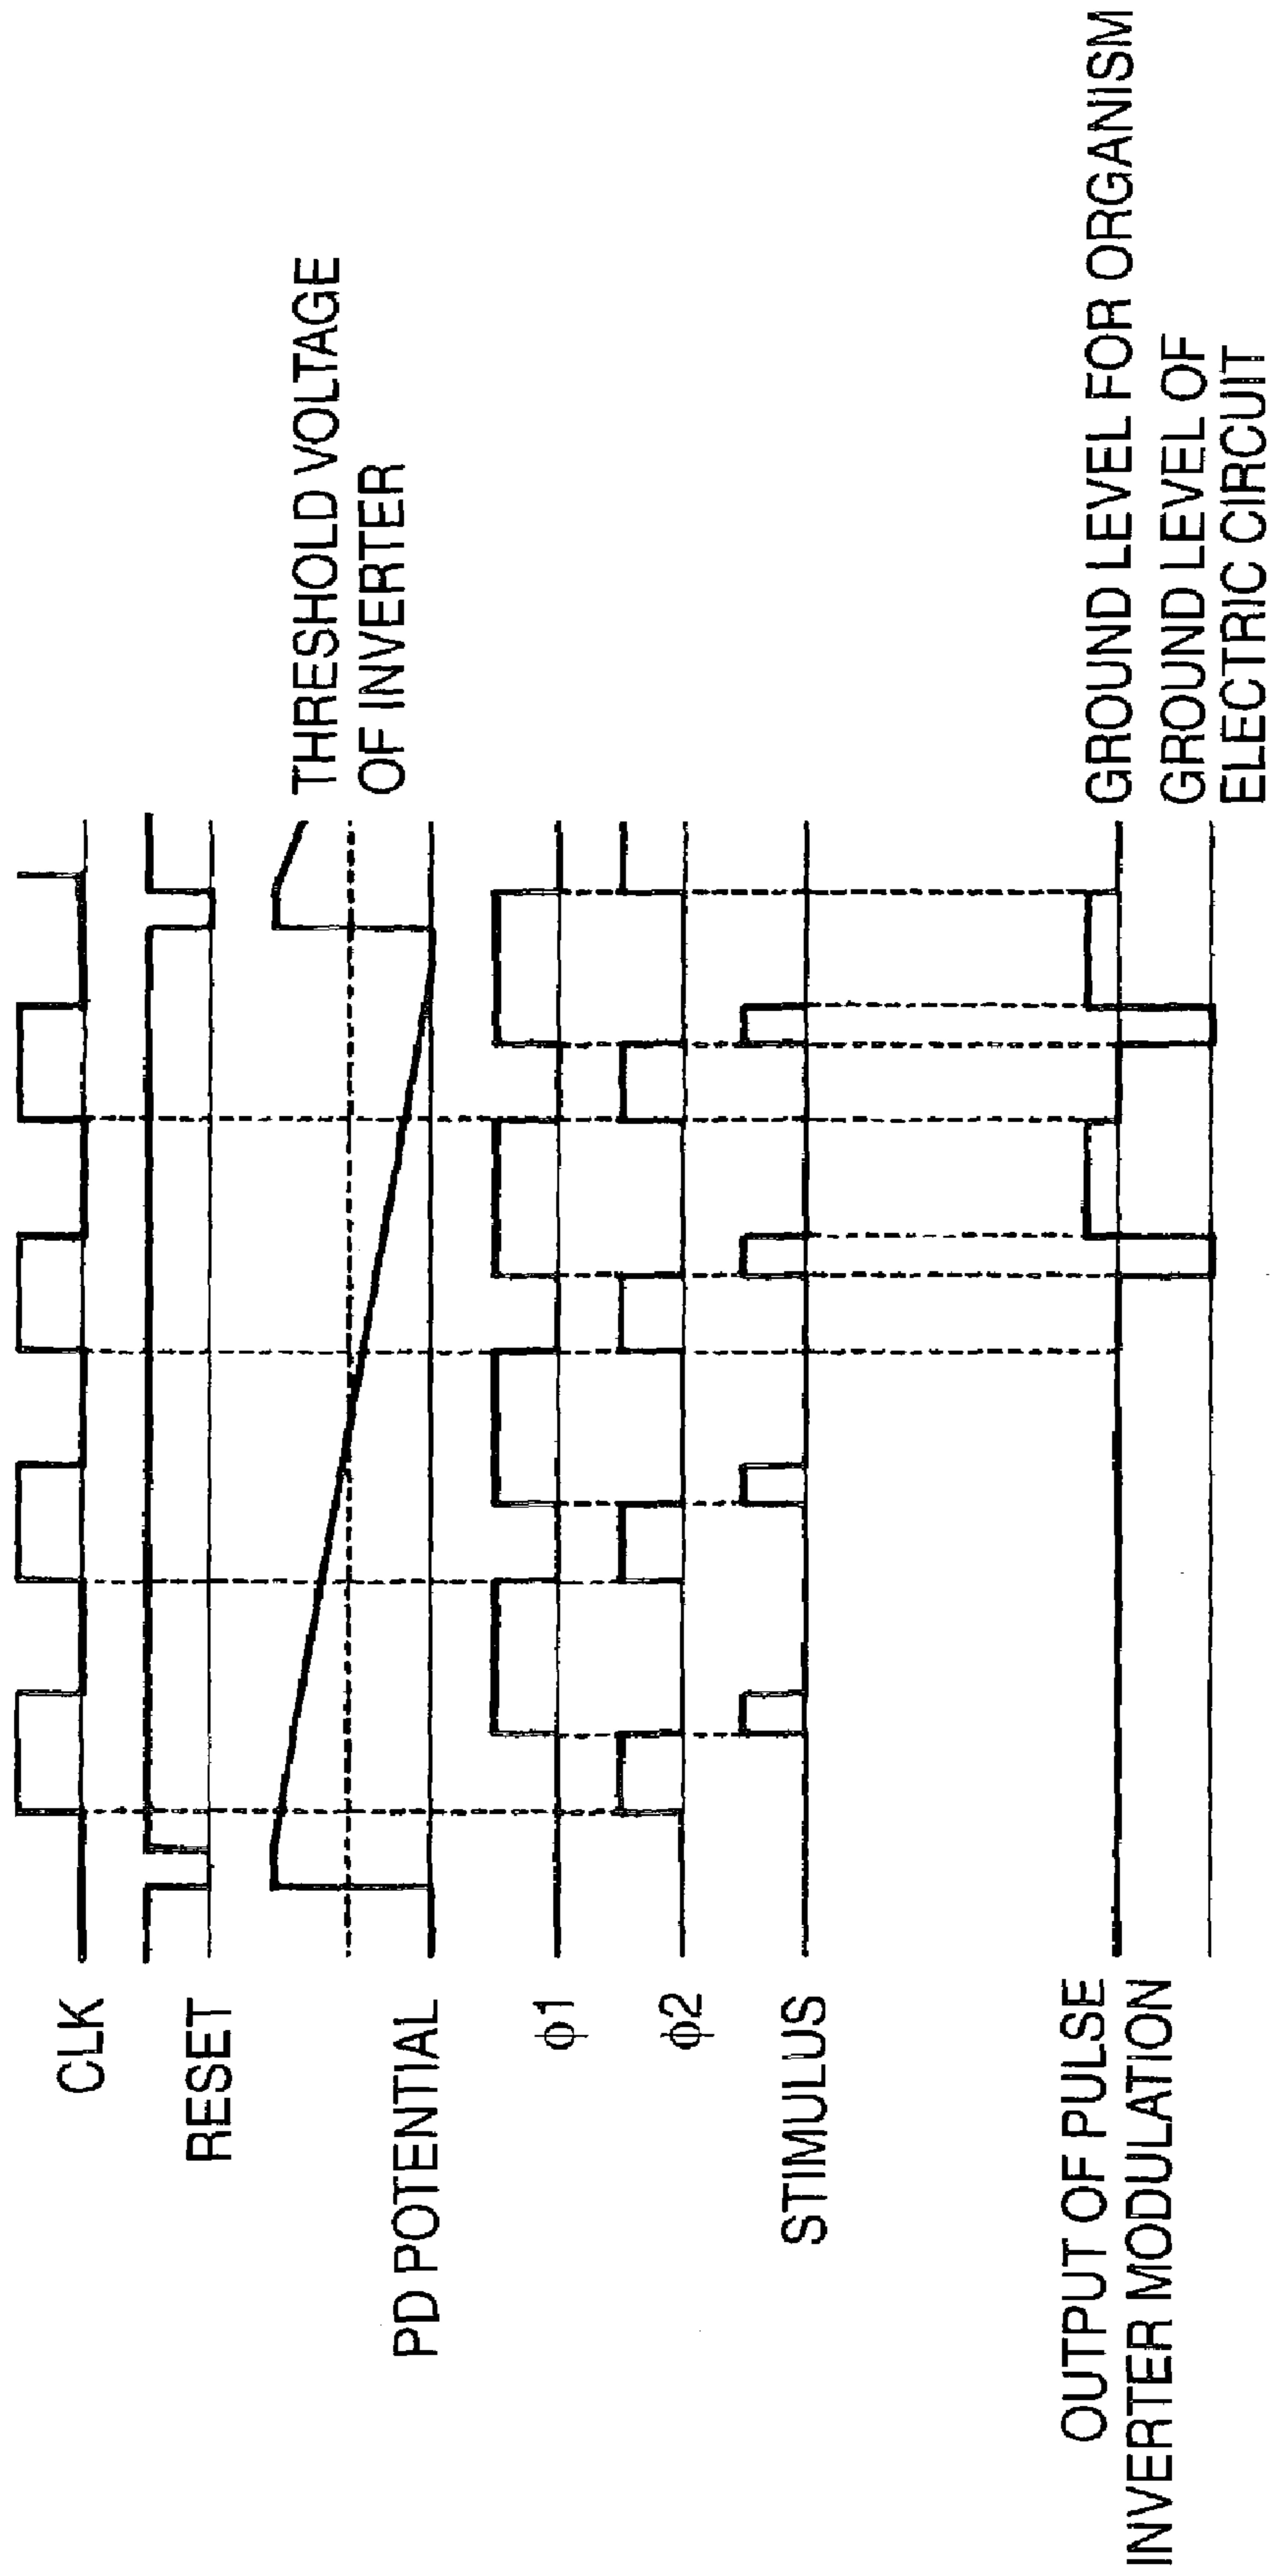 CLK
RESET
THRESHOLD VOLTAGE
OF INVERTER
PD POTENTIAL
ϕ1
ϕ2
STIMULUS
OUTPUT OF PULSE
INVERTER MODULATION
GROUND LEVEL FOR ORGANISM
GROUND LEVEL OF
ELECTRIC CIRCUIT